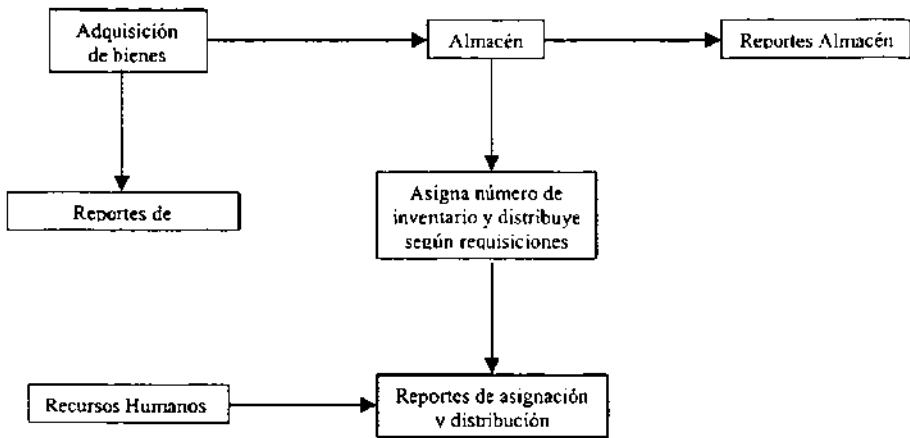 Adquisición
de bienes
Almacén
Reportes Almacén
Reportes de
Asigna número de
inventario y distribuye
según requisiciones
Recursos Humanos
Reportes de asignación
y distribución